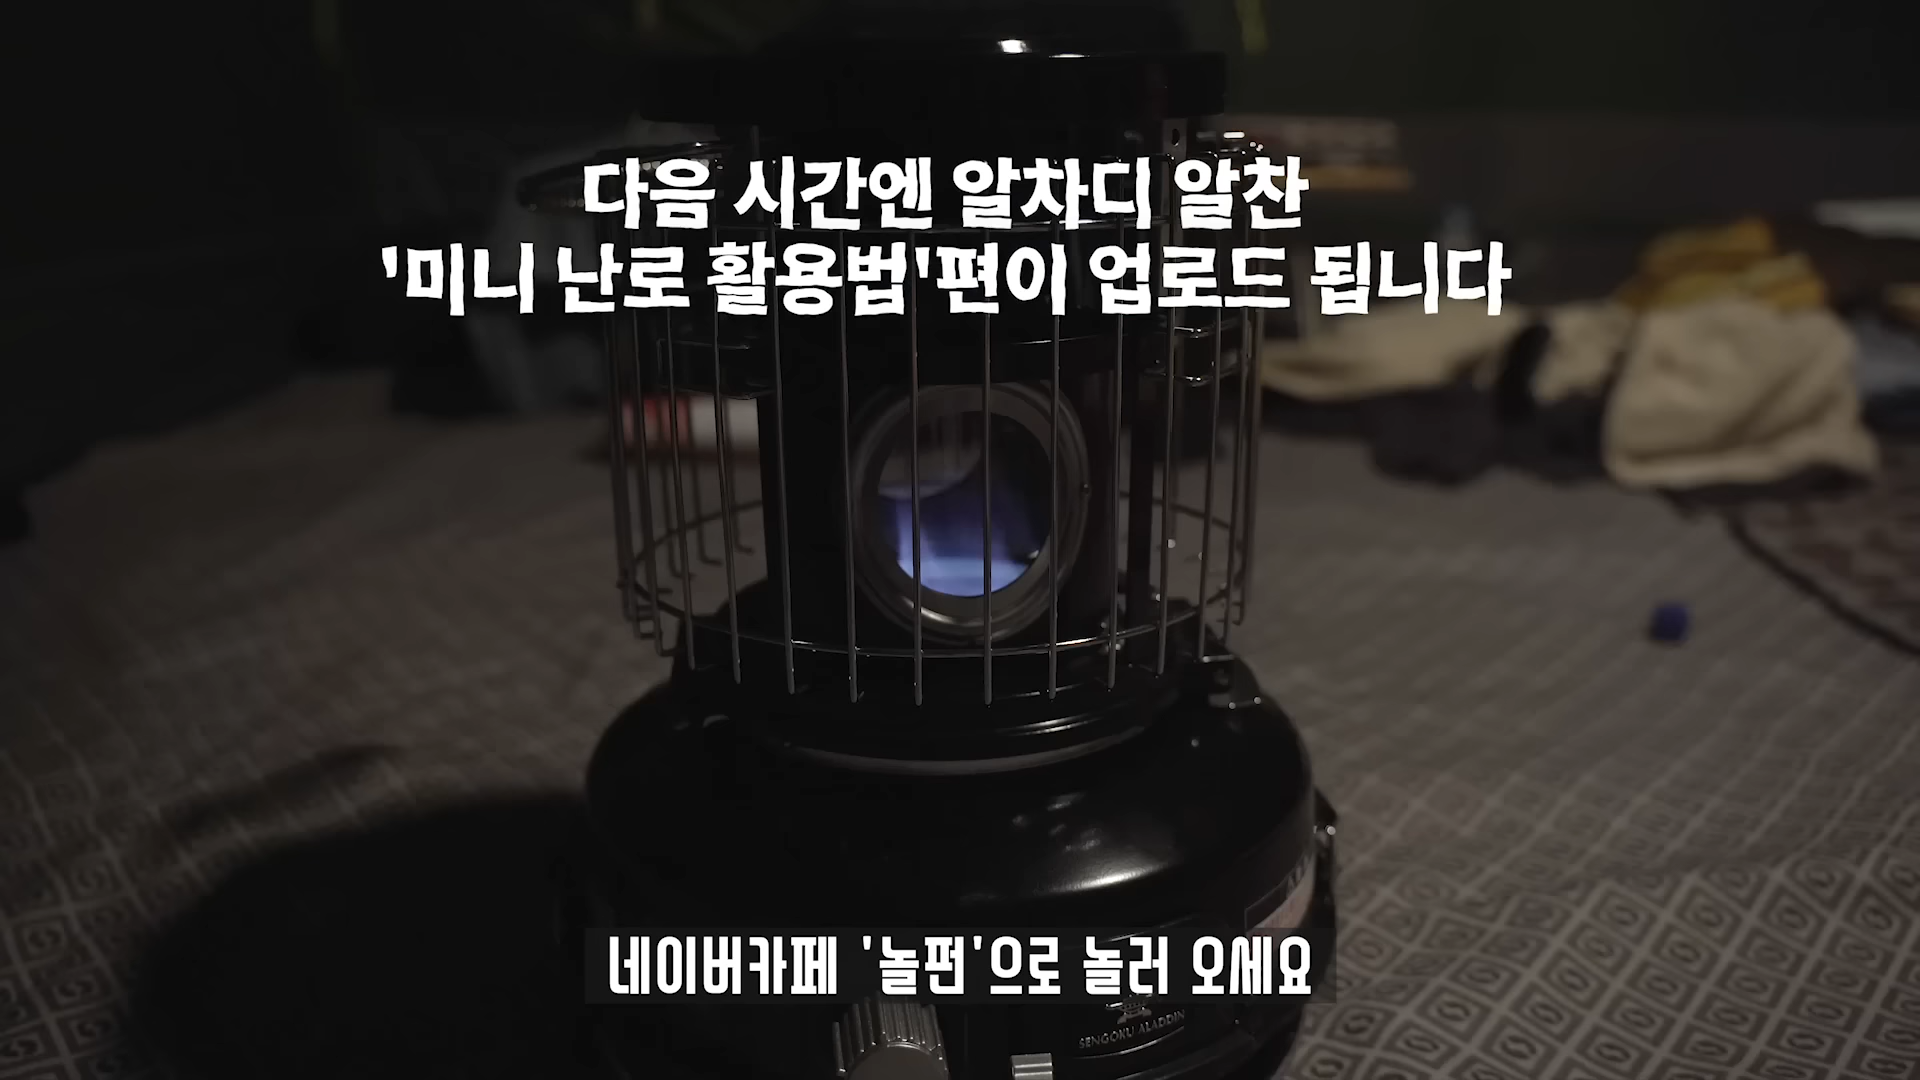 다음 시간엔 알차디 알찬
'미니 난로 활용법'편이 업로드 됩니다
네이버카페 '놀펀'으로 놀러 오세요
SENGOKU ALADDIN